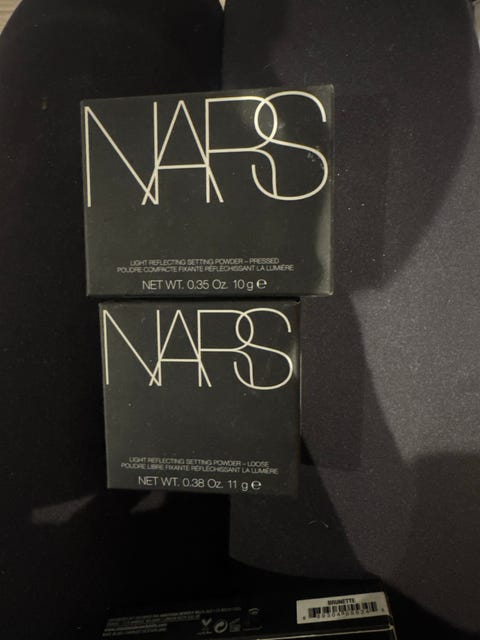 NARS
LIGHT REFLECTING SETTING POWDER – PRESSED
POUDRE COMPACTE FIXANTE RÉFLÉCHISSANT LA LUMIÈRE
NET WT. 0.35 Oz. 10 g ℮
NARS
LIGHT REFLECTING SETTING POWDER – LOOSE
POUDRE LIBRE FIXANTE RÉFLÉCHISSANT LA LUMIÈRE
NET WT. 0.38 Oz. 11 g ℮
BRUNETTE